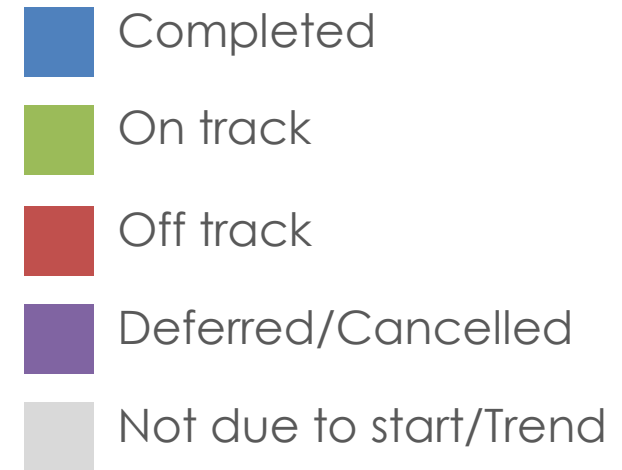 Completed
On track
Off track
Deferred/Cancelled
Not due to start/Trend